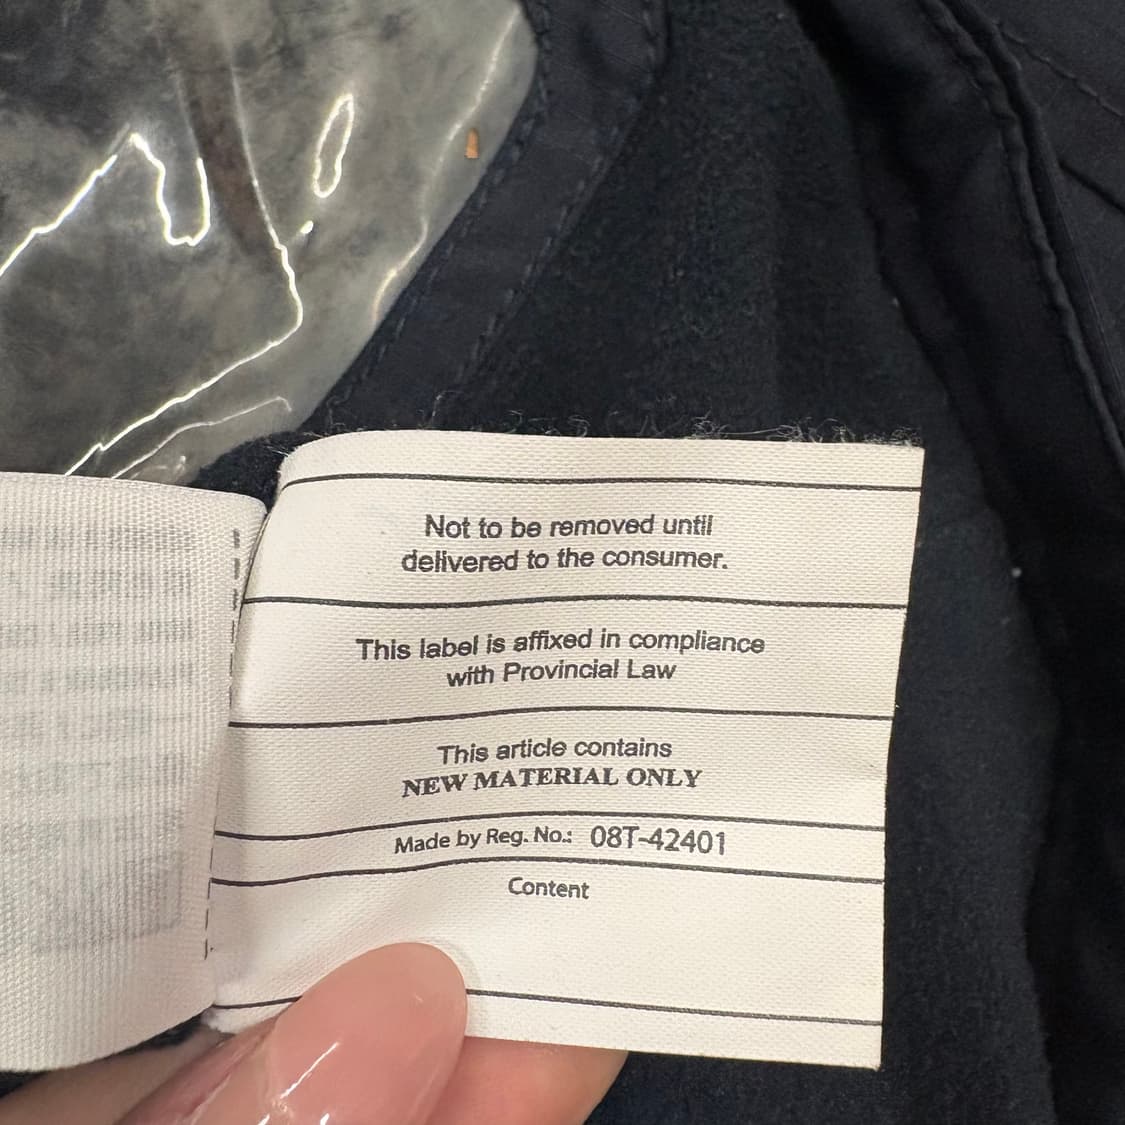 Not to be removed until
delivered to the consumer.
This label is affixed in compliance
with Provincial Law
This article contains
NEW MATERIAL ONLY
Made by Reg. No.: 08T-42401
Content